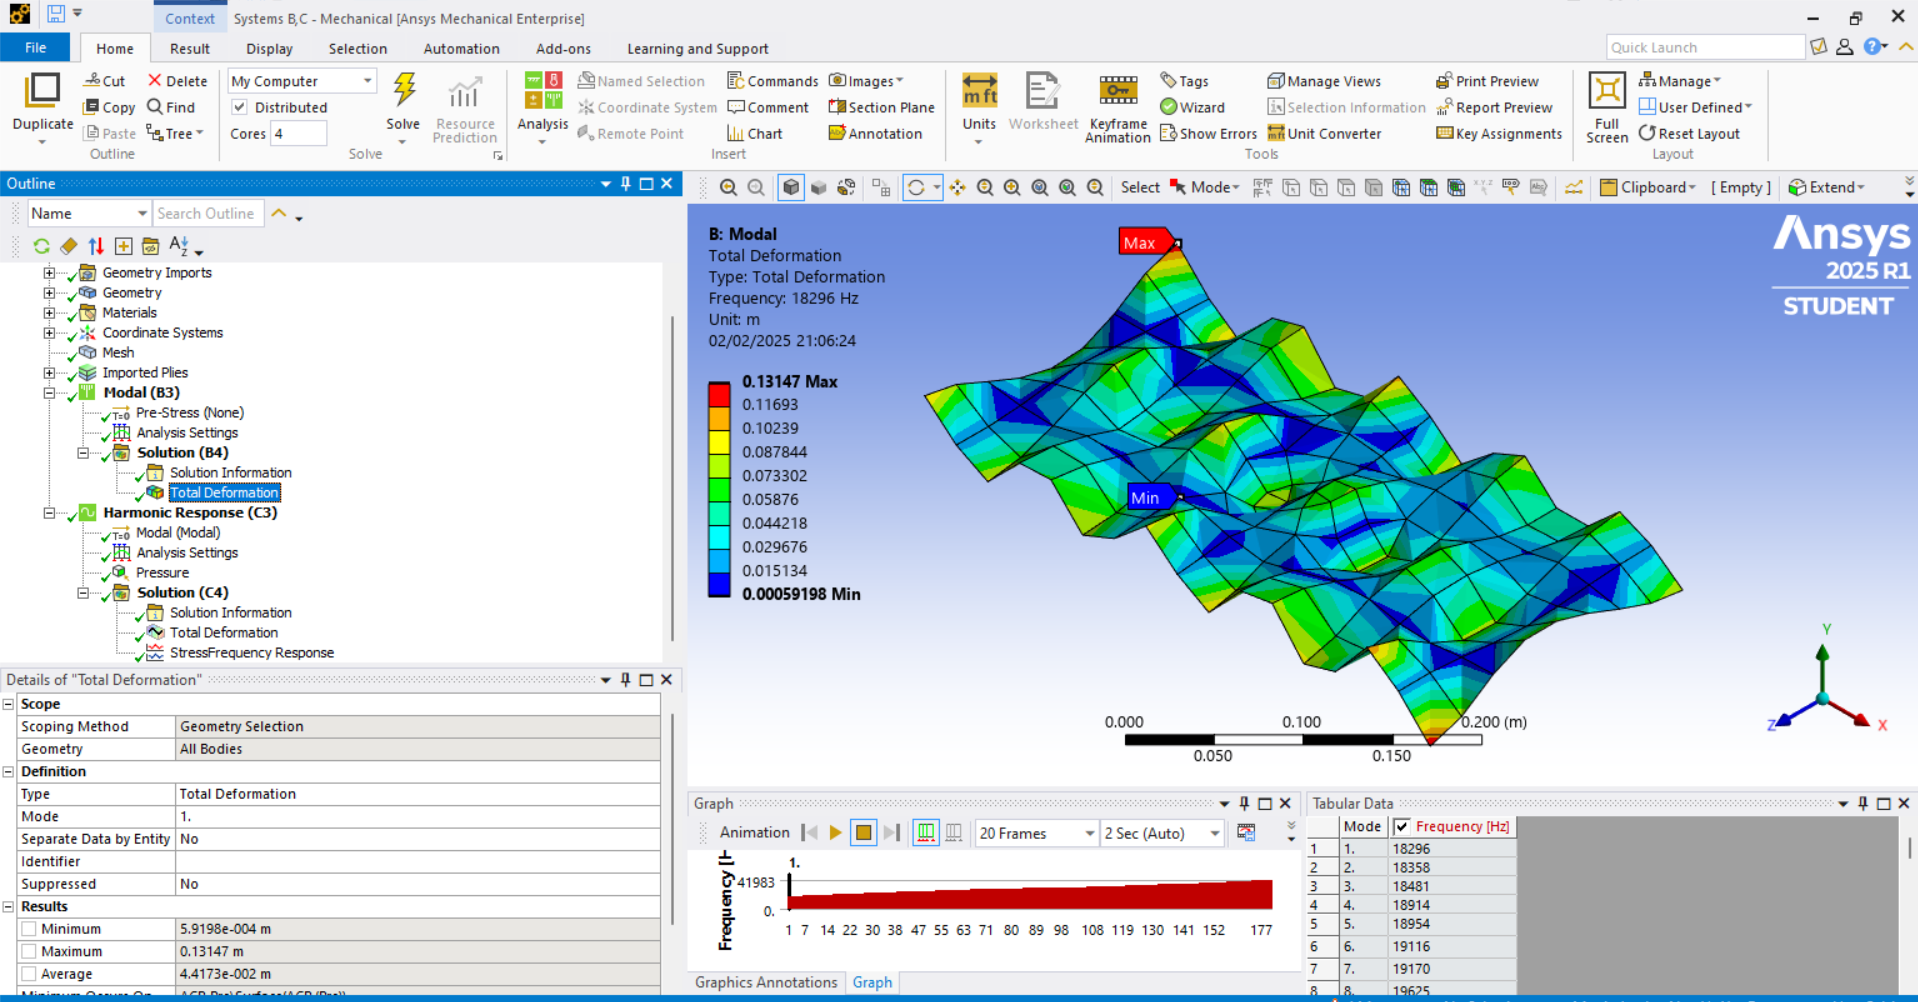 Context
Systems B,C - Mechanical [Ansys Mechanical Enterprise]
File Home Result Display Selection Automation Add-ons Learning and Support
Quick Launch
Duplicate
Cut
Copy
Paste
Delete
Find
Tree
Outline
My Computer
Distributed
Cores 4
Solve
Resource Prediction
Solve
Analysis
Named Selection
Coordinate System
Remote Point
Commands
Comment
Chart
Images
Section Plane
Annotation
Insert
Units
Worksheet
Keyframe Animation
Tags
Wizard
Show Errors
Manage Views
Selection Information
Unit Converter
Print Preview
Report Preview
Key Assignments
Tools
Full Screen
Manage
User Defined
Reset Layout
Layout
Outline
Name Search Outline
Geometry Imports
Geometry
Materials
Coordinate Systems
Mesh
Imported Plies
Modal (B3)
Pre-Stress (None)
Analysis Settings
Solution (B4)
Solution Information
Total Deformation
Harmonic Response (C3)
Modal (Modal)
Analysis Settings
Pressure
Solution (C4)
Solution Information
Total Deformation
StressFrequency Response
Details of "Total Deformation"
Scope
Scoping Method Geometry Selection
Geometry All Bodies
Definition
Type Total Deformation
Mode 1.
Separate Data by Entity No
Identifier
Suppressed No
Results
Minimum 5.9198e-004 m
Maximum 0.13147 m
Average 4.4173e-002 m
Select Mode Clipboard [ Empty ] Extend
B: Modal
Total Deformation
Type: Total Deformation
Frequency: 18296 Hz
Unit: m
02/02/2025 21:06:24
0.13147 Max
0.11693
0.10239
0.087844
0.073302
0.05876
0.044218
0.029676
0.015134
0.00059198 Min
Max
Min
Ansys
2025 R1
STUDENT
0.000 0.100 0.200 (m)
0.050 0.150
Y
Z X
Graph
Animation 20 Frames 2 Sec (Auto)
1.
41983
0.
1 7 14 22 30 38 47 55 63 71 80 89 98 108 119 130 141 152 177
Graphics Annotations Graph
Tabular Data
Mode Frequency [Hz]
1 1. 18296
2 2. 18358
3 3. 18481
4 4. 18914
5 5. 18954
6 6. 19116
7 7. 19170
8 8. 19625